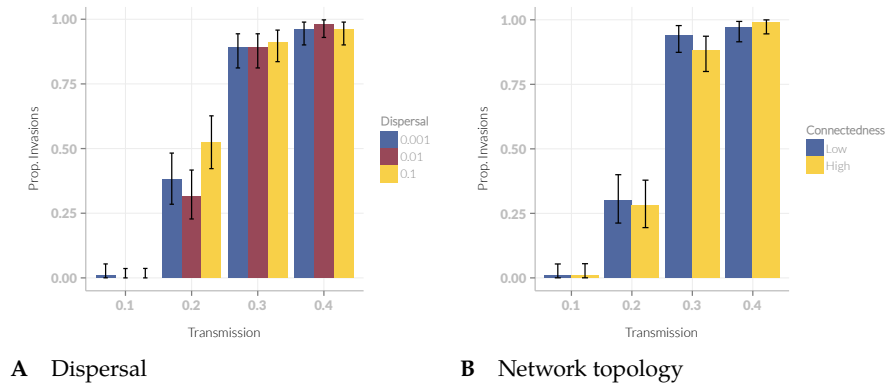 1.00
0.75
0.50
0.25
0.00
Prop. Invasions
0.1 0.2 0.3 0.4
Transmission
Dispersal
0.001
0.01
0.1
A Dispersal
1.00
0.75
0.50
0.25
0.00
Prop. Invasions
0.1 0.2 0.3 0.4
Transmission
Connectedness
Low
High
B Network topology